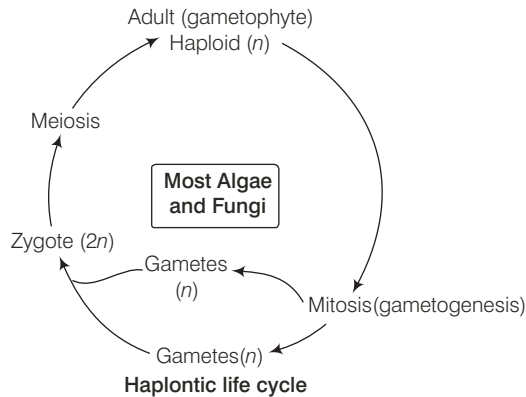 Adult (gametophyte)
Haploid (n)
Meiosis
Most Algae
and Fungi
Zygote (2n)
Gametes
(n)
Mitosis(gametogenesis)
Gametes(n)
Haplontic life cycle